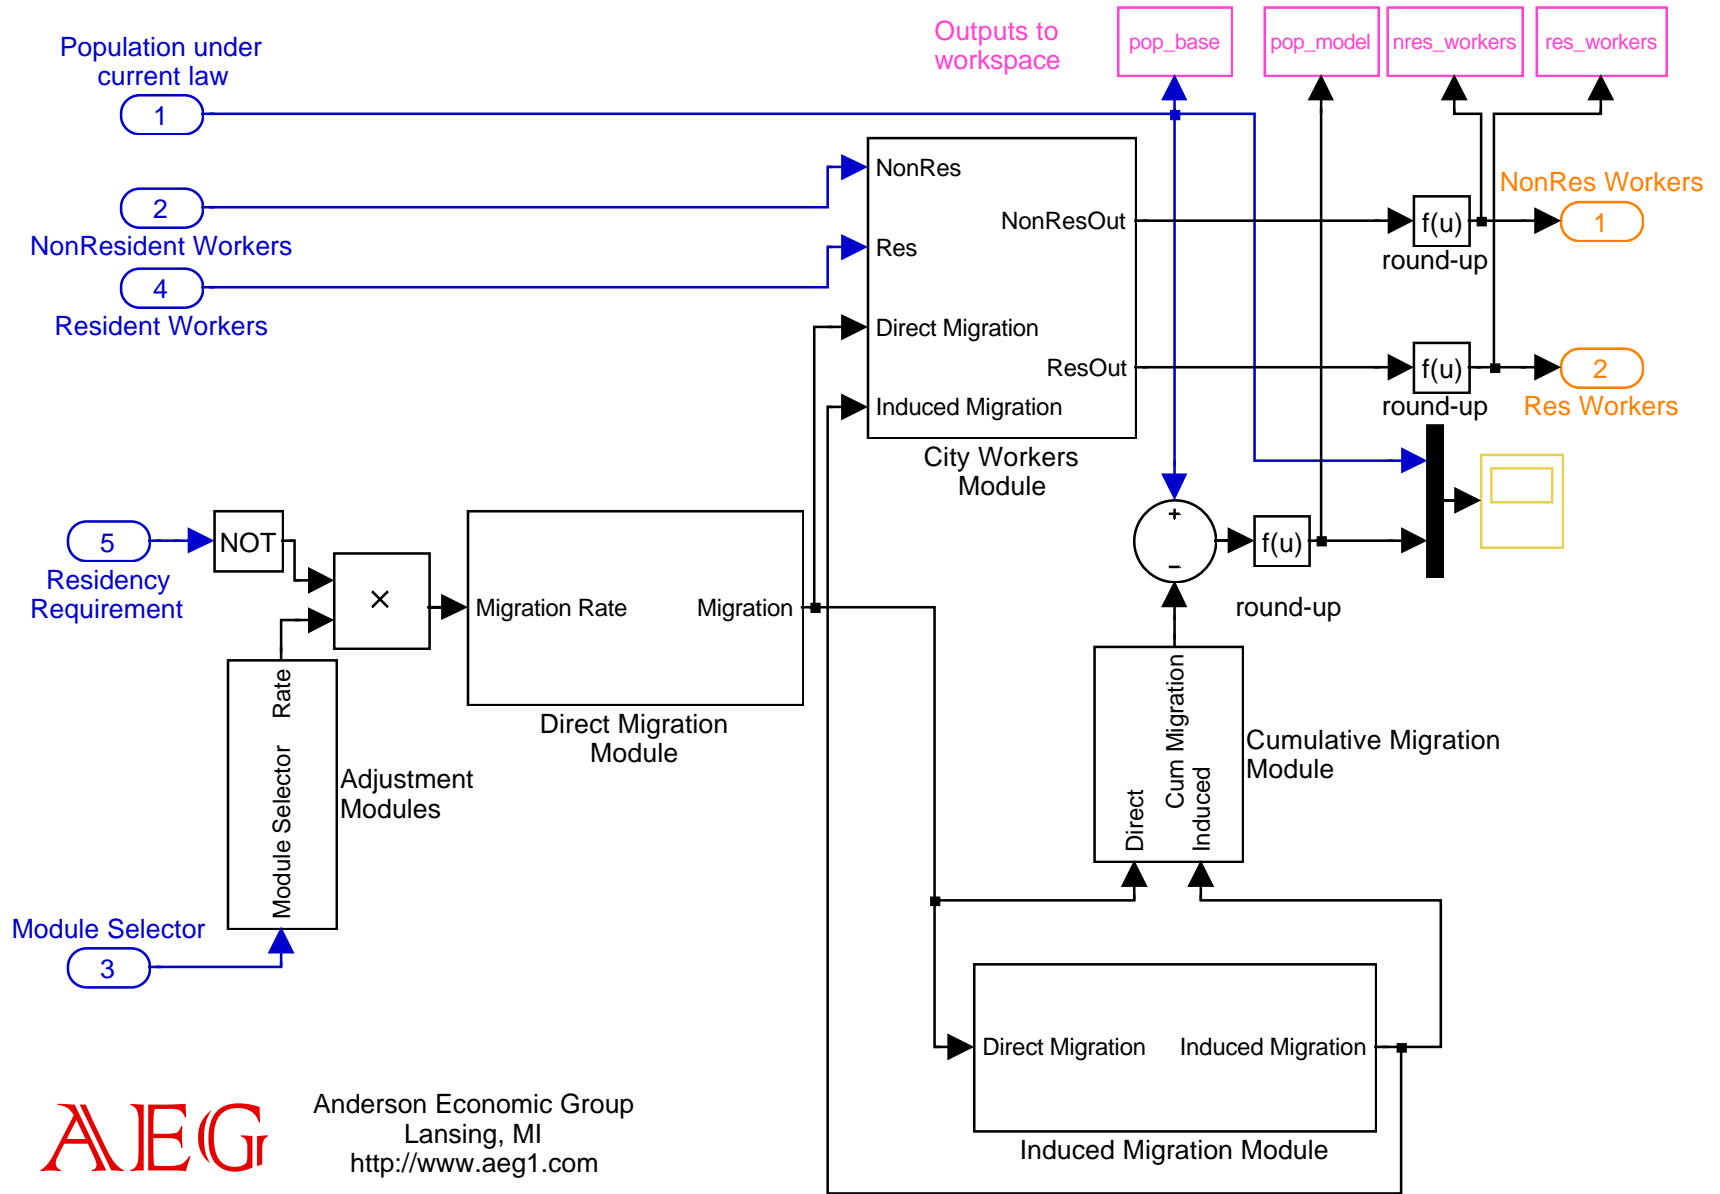 Population under
current law
1
Outputs to
workspace
pop_base
pop_model
nres_workers
res_workers
2
NonResident Workers
4
Resident Workers
NonRes
Res
Direct Migration
Induced Migration
NonResOut
ResOut
City Workers
Module
f(u)
round-up
NonRes Workers
1
f(u)
round-up
2
Res Workers
5
Residency
Requirement
NOT
×
Migration Rate
Migration
Direct Migration
Module
+
−
f(u)
round-up
Module Selector
Rate
Adjustment
Modules
Module Selector
3
Direct
Cum Migration
Induced
Cumulative Migration
Module
Direct Migration
Induced Migration
Induced Migration Module
AEG
Anderson Economic Group
Lansing, MI
http://www.aeg1.com